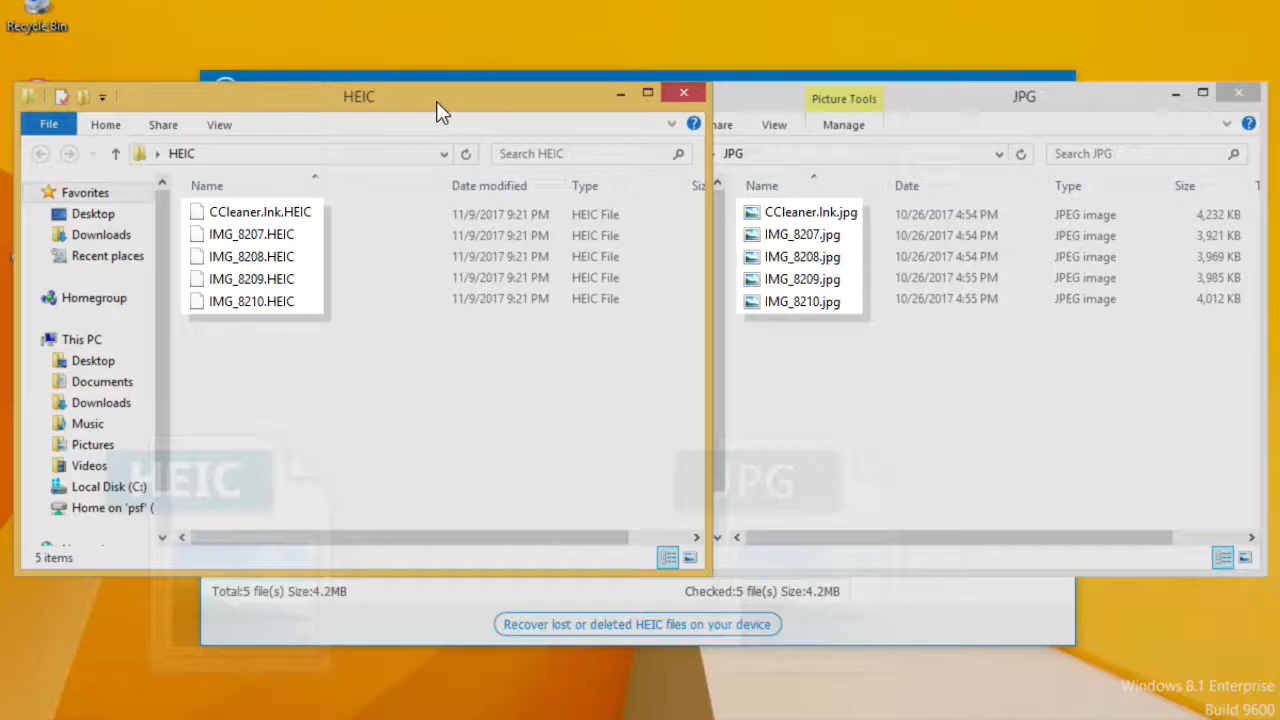 Recycle Bin
HEIC
File Home Share View
HEIC
Search HEIC
Name Date modified Type Siz
CCleaner.lnk.HEIC 11/9/2017 9:21 PM HEIC File
IMG_8207.HEIC 11/9/2017 9:21 PM HEIC File
IMG_8208.HEIC 11/9/2017 9:21 PM HEIC File
IMG_8209.HEIC 11/9/2017 9:21 PM HEIC File
IMG_8210.HEIC 11/9/2017 9:21 PM HEIC File
Favorites
Desktop
Downloads
Recent places
Homegroup
This PC
Desktop
Documents
Downloads
Music
Pictures
Videos
Local Disk (C:)
Home on 'psf' (
5 items
HEIC
Picture Tools
JPG
hare View Manage
JPG
Search JPG
Name Date Type Size T
CCleaner.lnk.jpg 10/26/2017 4:54 PM JPEG image 4,232 KB
IMG_8207.jpg 10/26/2017 4:54 PM JPEG image 3,921 KB
IMG_8208.jpg 10/26/2017 4:54 PM JPEG image 3,969 KB
IMG_8209.jpg 10/26/2017 4:55 PM JPEG image 3,985 KB
IMG_8210.jpg 10/26/2017 4:55 PM JPEG image 4,012 KB
JPG
Total:5 file(s) Size:4.2MB
Checked:5 file(s) Size:4.2MB
Recover lost or deleted HEIC files on your device
Windows 8.1 Enterprise
Build 9600